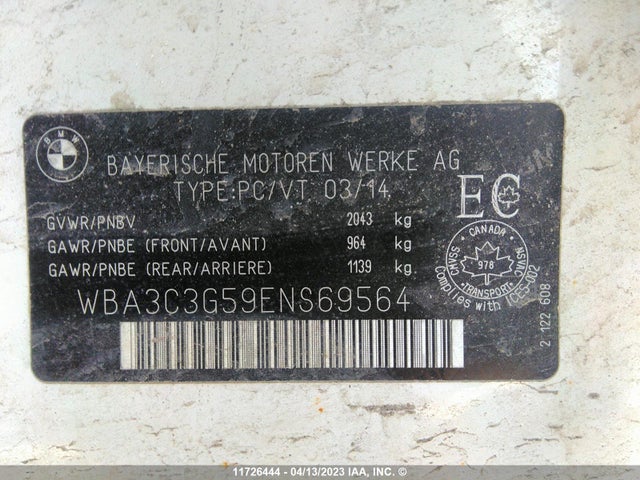 BMW
BAYERISCHE MOTOREN WERKE AG
TYPE:PC/VT 03/14
EC
GVWR/PNBV 2043 kg
GAWR/PNBE (FRONT/AVANT) 964 kg
GAWR/PNBE (REAR/ARRIERE) 1139 kg
CANADA
CMVSS NSVAC
978
TRANSPORT
Complies with ICES-002
WBA3C3G59ENS69564
2 122 608
11726444 - 04/13/2023 IAA, INC. ©